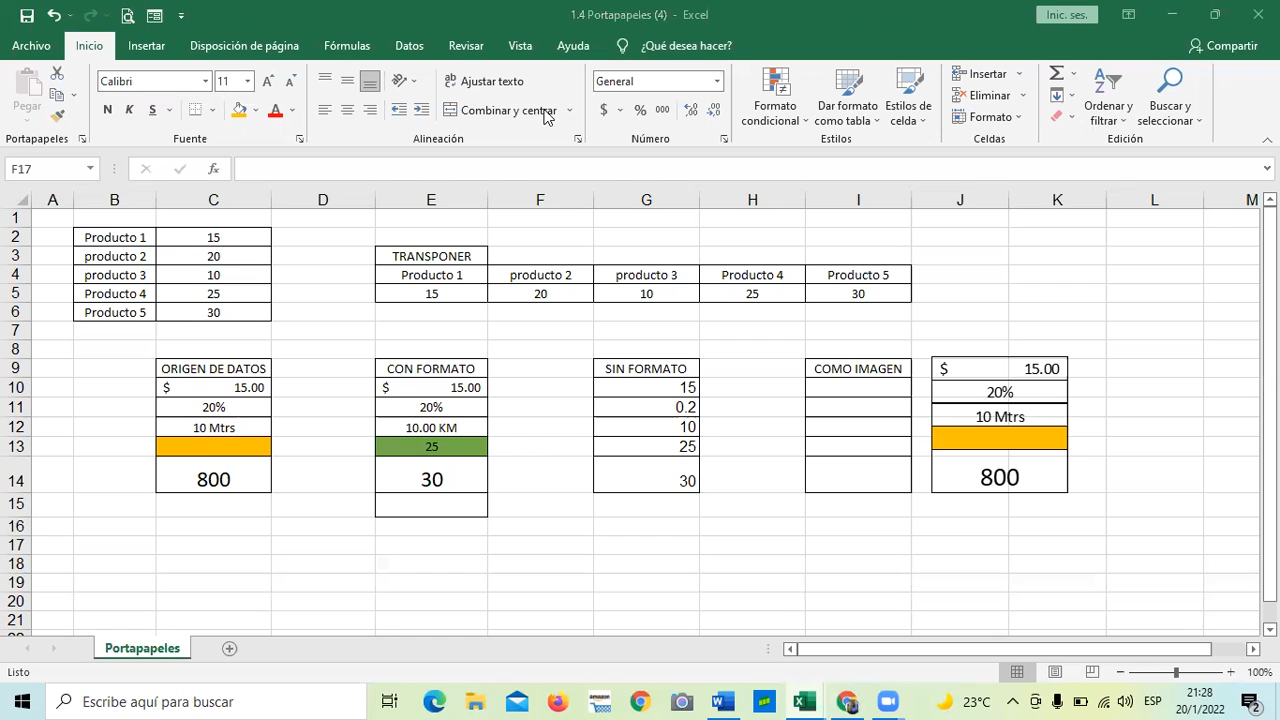 1.4 Portapapeles (4) - Excel
Inic. ses.
Archivo Inicio Insertar Disposición de página Fórmulas Datos Revisar Vista Ayuda ¿Qué desea hacer? Compartir
Pegar
Portapapeles
Calibri 11
N K S
Fuente
Ajustar texto
Combinar y centrar
Alineación
General
$ % 000
Número
Formato condicional
Dar formato como tabla
Estilos de celda
Estilos
Insertar
Eliminar
Formato
Celdas
Ordenar y filtrar
Buscar y seleccionar
Edición
F17 fx
A B C D E F G H I J K L M
1
2 Producto 1 15
3 producto 2 20 TRANSPONER
4 producto 3 10 Producto 1 producto 2 producto 3 Producto 4 Producto 5
5 Producto 4 25 15 20 10 25 30
6 Producto 5 30
7
8
9 ORIGEN DE DATOS CON FORMATO SIN FORMATO COMO IMAGEN $ 15.00
10 $ 15.00 $ 15.00 15
11 20% 20% 0.2 20%
12 10 Mtrs 10.00 KM 10 10 Mtrs
13 25 25
14 800 30 30 800
15
16
17
18
19
20
21
Portapapeles
Listo 100%
Escribe aquí para buscar
23°C
ESP
21:28
20/1/2022
2